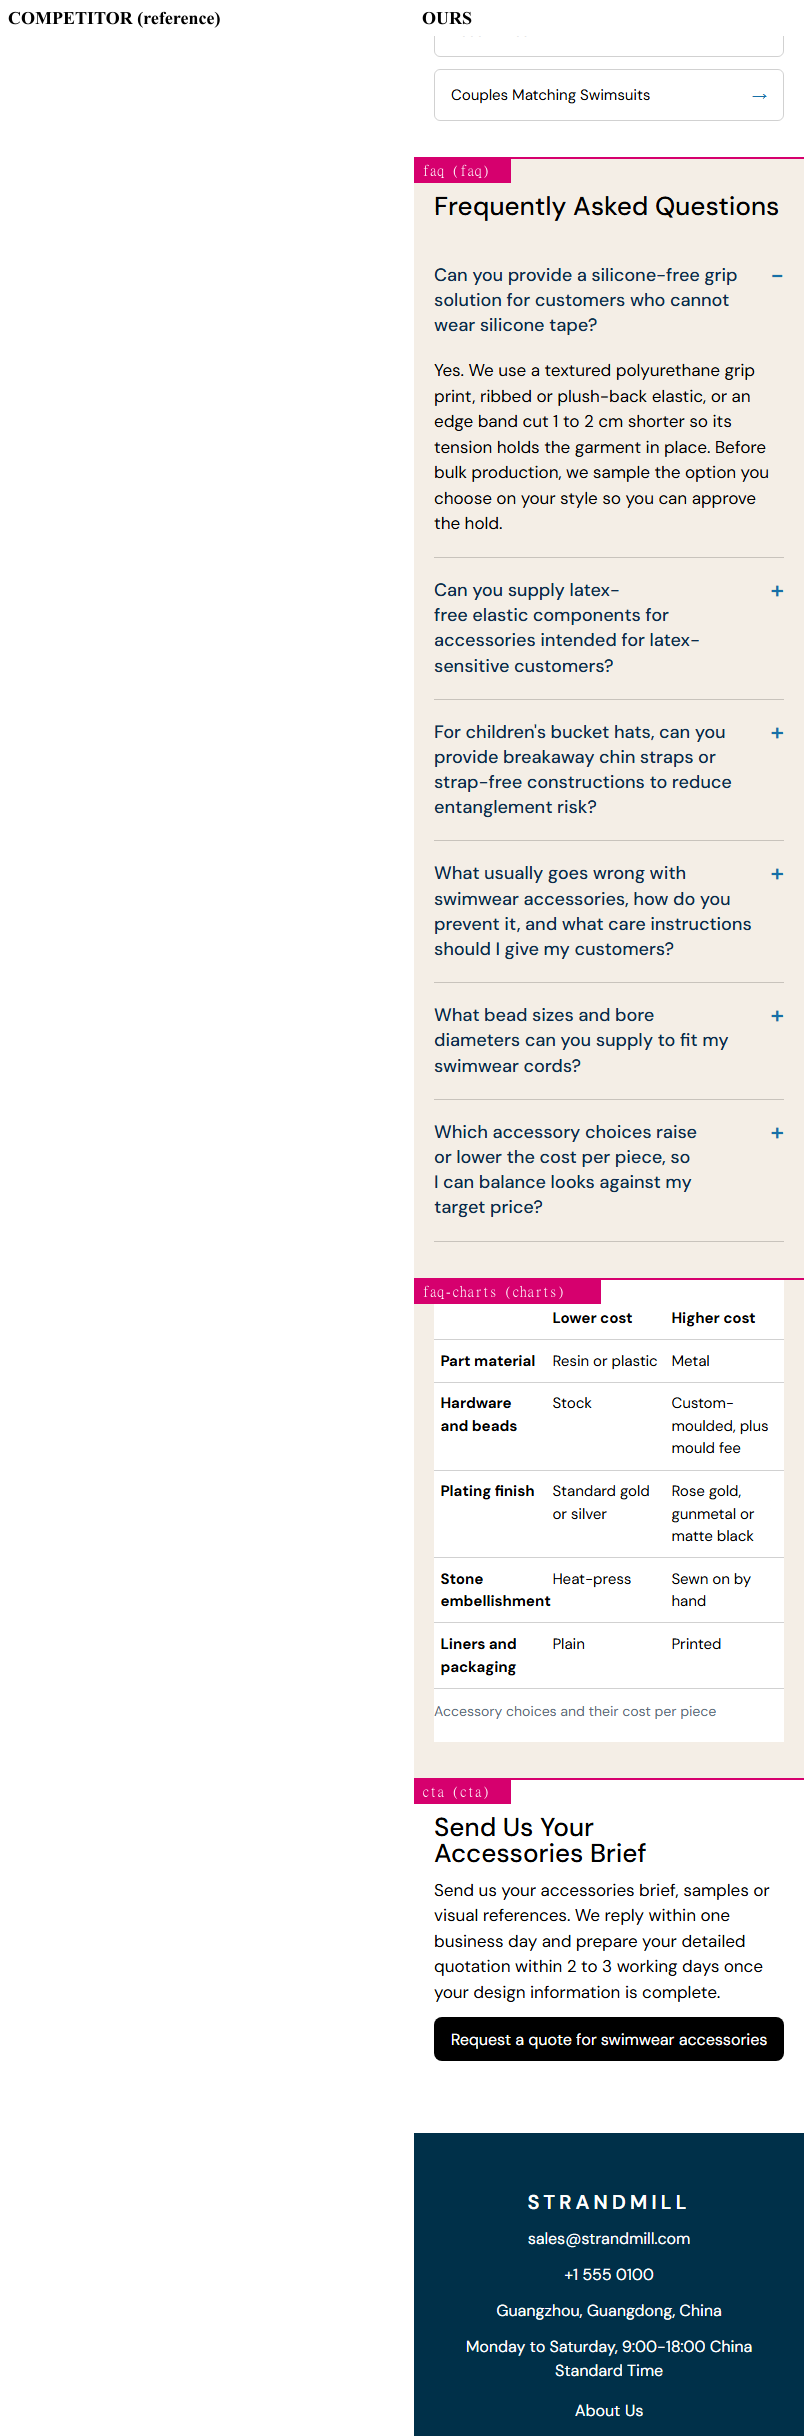 COMPETITOR (reference)
OURS
Couples Matching Swimsuits →
faq (faq)
Frequently Asked Questions
Can you provide a silicone-free grip −
solution for customers who cannot
wear silicone tape?
Yes. We use a textured polyurethane grip
print, ribbed or plush-back elastic, or an
edge band cut 1 to 2 cm shorter so its
tension holds the garment in place. Before
bulk production, we sample the option you
choose on your style so you can approve
the hold.
Can you supply latex- +
free elastic components for
accessories intended for latex-
sensitive customers?
For children's bucket hats, can you +
provide breakaway chin straps or
strap-free constructions to reduce
entanglement risk?
What usually goes wrong with +
swimwear accessories, how do you
prevent it, and what care instructions
should I give my customers?
What bead sizes and bore +
diameters can you supply to fit my
swimwear cords?
Which accessory choices raise +
or lower the cost per piece, so
I can balance looks against my
target price?
faq-charts (charts)
Lower cost Higher cost
Part material Resin or plastic Metal
Hardware Stock Custom-
and beads moulded, plus
mould fee
Plating finish Standard gold Rose gold,
or silver gunmetal or
matte black
Stone Heat-press Sewn on by
embellishment hand
Liners and Plain Printed
packaging
Accessory choices and their cost per piece
cta (cta)
Send Us Your
Accessories Brief
Send us your accessories brief, samples or
visual references. We reply within one
business day and prepare your detailed
quotation within 2 to 3 working days once
your design information is complete.
Request a quote for swimwear accessories
STRANDMILL
sales@strandmill.com
+1 555 0100
Guangzhou, Guangdong, China
Monday to Saturday, 9:00-18:00 China
Standard Time
About Us